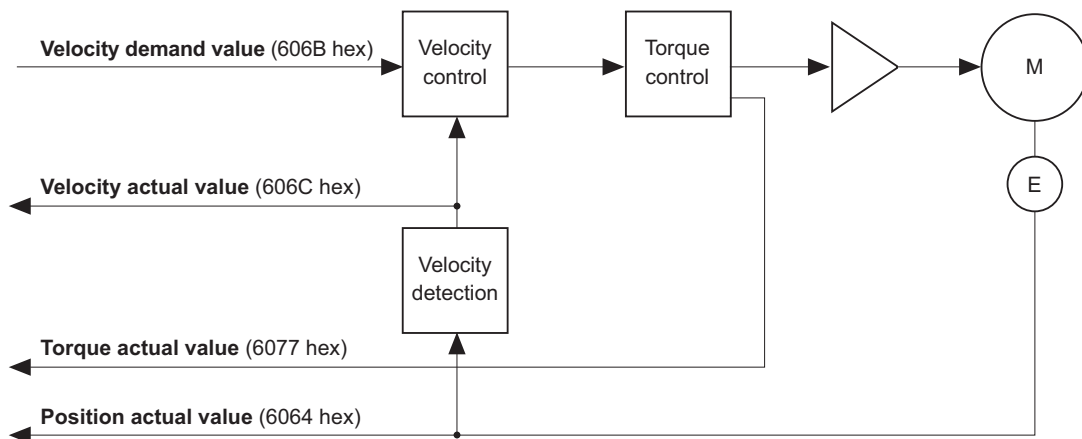 Velocity demand value (606B hex)
Velocity
control
Torque
control
M
Velocity actual value (606C hex)
E
Velocity
detection
Torque actual value (6077 hex)
Position actual value (6064 hex)